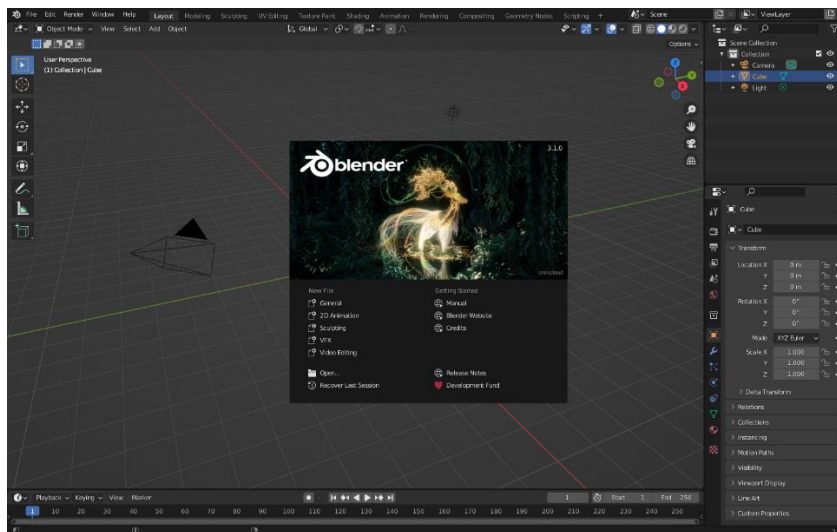 File Edit Render Window Help Layout Modeling Sculpting UV Editing Texture Paint Shading Animation Rendering Compositing Geometry Nodes Scripting + Scene ViewLayer
Object Mode View Select Add Object Global
Options
User Perspective
(1) Collection | Cube
Scene Collection
Collection
Camera
Cube
Light
blender
3.1.0
New File
General
2D Animation
Sculpting
VFX
Video Editing
Open...
Recover Last Session
Getting Started
Manual
Blender Website
Credits
Release Notes
Development Fund
Cube
Cube
Transform
Location X 0 m
Y 0 m
Z 0 m
Rotation X 0°
Y 0°
Z 0°
Mode XYZ Euler
Scale X 1.000
Y 1.000
Z 1.000
Delta Transform
Relations
Collections
Instancing
Motion Paths
Visibility
Viewport Display
Line Art
Custom Properties
Playback Keying View Marker 1 Start 1 End 250
1 10 20 30 40 50 60 70 80 90 100 110 120 130 140 150 160 170 180 190 200 210 220 230 240 250